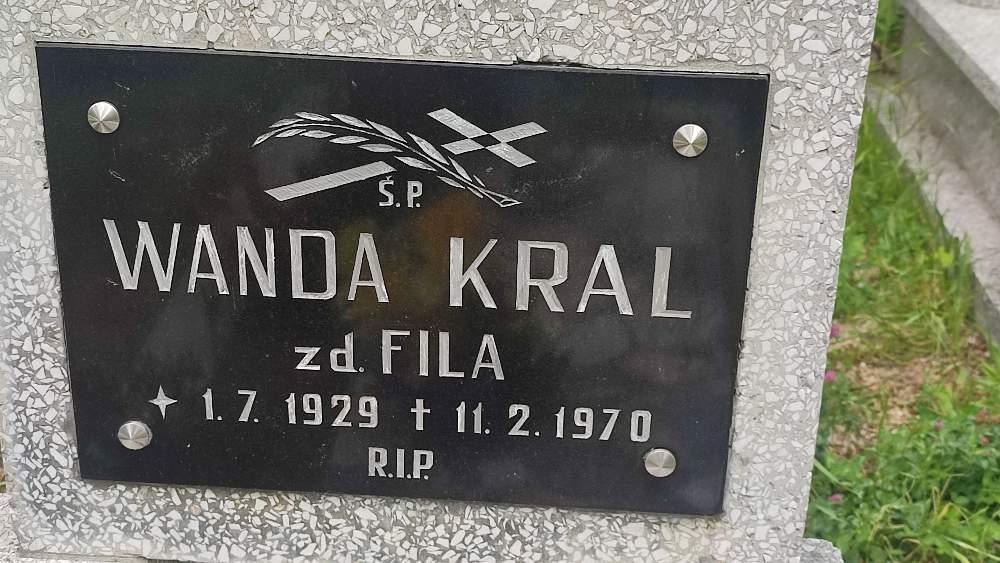 Ś.P.
WANDA KRAL
zd. FILA
1. 7. 1929 † 11. 2. 1970
R.I.P.